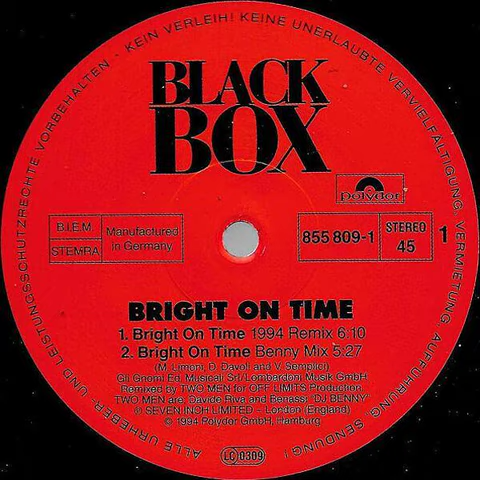 ALLE URHEBER- UND LEISTUNGSSCHUTZRECHTE VORBEHALTEN - KEIN VERLEIH! KEINE UNERLAUBTE VERVIELFÄLTIGUNG, VERMIETUNG, AUFFÜHRUNG, SENDUNG!
BLACK
BOX
Polydor
B.I.E.M.
STEMRA
Manufactured
in Germany
855 809-1
STEREO
45
1
BRIGHT ON TIME
1. Bright On Time 1994 Remix 6:10
2. Bright On Time Benny Mix 5:27
(M. Limoni, D. Davoli and V. Semplici)
Gli Gnomi Ed. Musicali Srl/Lombardoni Musik GmbH
Remixed by TWO MEN for OFF LIMITS Production
TWO MEN are: Davide Riva and Benassi "DJ BENNY"
℗ SEVEN INCH LIMITED – London (England)
© 1994 Polydor GmbH, Hamburg
LC 0309